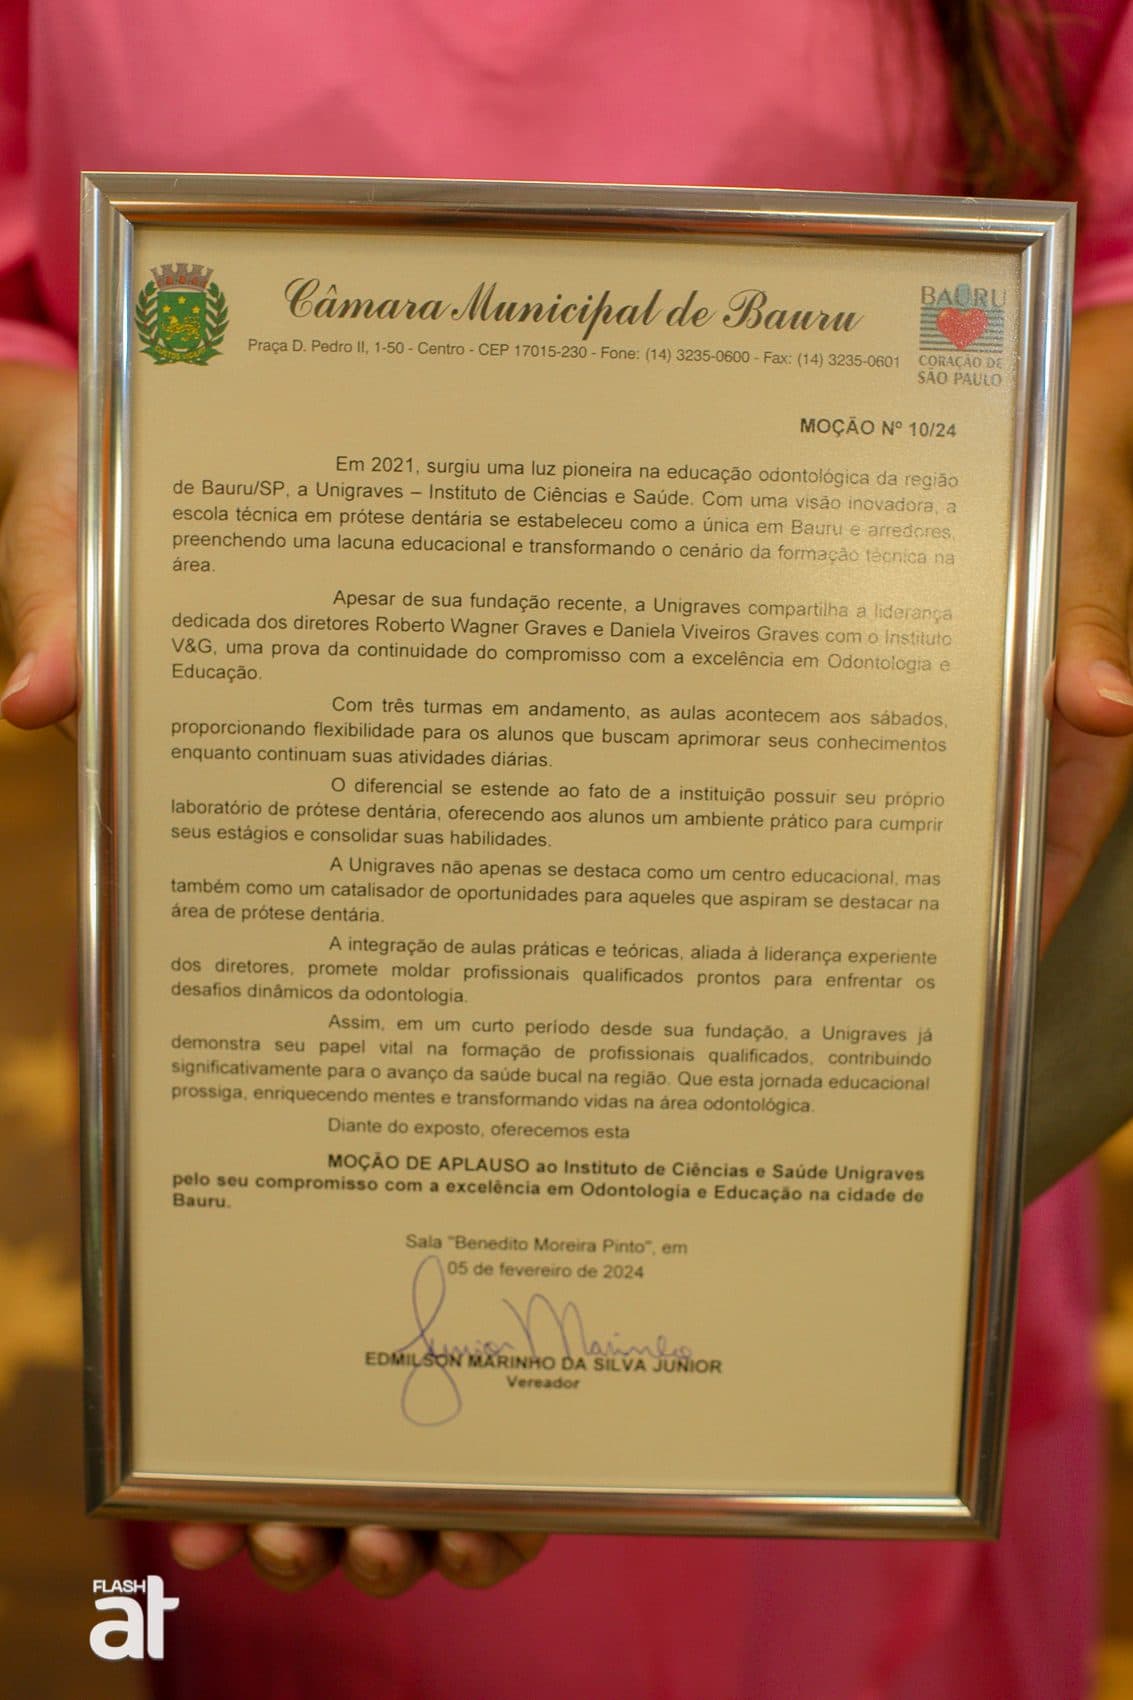 Câmara Municipal de Bauru
Praça D. Pedro II, 1-50 - Centro - CEP 17015-230 - Fone: (14) 3235-0600 - Fax: (14) 3235-0601
BAURU
CORAÇÃO DE
SÃO PAULO
MOÇÃO Nº 10/24
Em 2021, surgiu uma luz pioneira na educação odontológica da região
de Bauru/SP, a Unigraves – Instituto de Ciências e Saúde. Com uma visão inovadora, a
escola técnica em prótese dentária se estabeleceu como a única em Bauru e arredores,
preenchendo uma lacuna educacional e transformando o cenário da formação técnica na
área.
Apesar de sua fundação recente, a Unigraves compartilha a liderança
dedicada dos diretores Roberto Wagner Graves e Daniela Viveiros Graves com o Instituto
V&G, uma prova da continuidade do compromisso com a excelência em Odontologia e
Educação.
Com três turmas em andamento, as aulas acontecem aos sábados,
proporcionando flexibilidade para os alunos que buscam aprimorar seus conhecimentos
enquanto continuam suas atividades diárias.
O diferencial se estende ao fato de a instituição possuir seu próprio
laboratório de prótese dentária, oferecendo aos alunos um ambiente prático para cumprir
seus estágios e consolidar suas habilidades.
A Unigraves não apenas se destaca como um centro educacional, mas
também como um catalisador de oportunidades para aqueles que aspiram se destacar na
área de prótese dentária.
A integração de aulas práticas e teóricas, aliada à liderança experiente
dos diretores, promete moldar profissionais qualificados prontos para enfrentar os
desafios dinâmicos da odontologia.
Assim, em um curto período desde sua fundação, a Unigraves já
demonstra seu papel vital na formação de profissionais qualificados, contribuindo
significativamente para o avanço da saúde bucal na região. Que esta jornada educacional
prossiga, enriquecendo mentes e transformando vidas na área odontológica.
Diante do exposto, oferecemos esta
MOÇÃO DE APLAUSO ao Instituto de Ciências e Saúde Unigraves
pelo seu compromisso com a excelência em Odontologia e Educação na cidade de
Bauru.
Sala "Benedito Moreira Pinto", em
05 de fevereiro de 2024
Junior Marinho
EDMILSON MARINHO DA SILVA JUNIOR
Vereador
FLASH
at